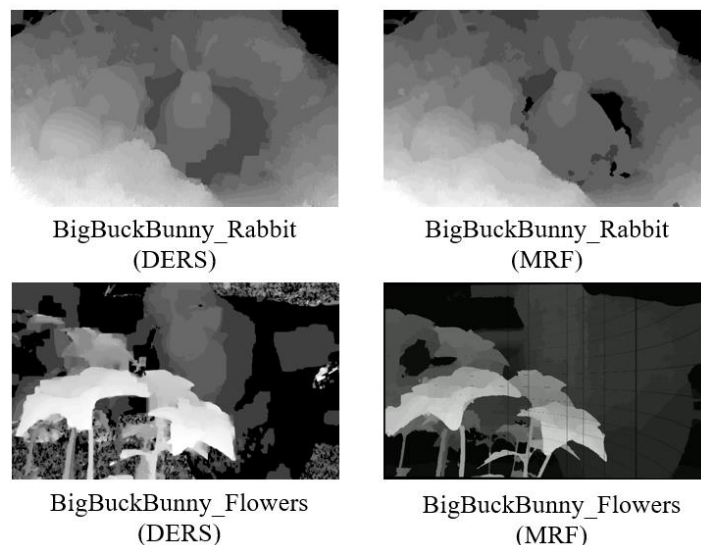 BigBuckBunny_Rabbit
(DERS)
BigBuckBunny_Rabbit
(MRF)
BigBuckBunny_Flowers
(DERS)
BigBuckBunny_Flowers
(MRF)